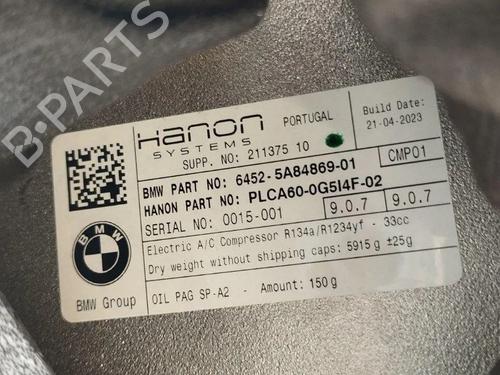 B-PARTS
Hanon
SYSTEMS
PORTUGAL
Build Date:
21-04-2023
SUPP. NO: 211375 10
BMW PART NO: 6452-5A84869-01
CMP01
HANON PART NO: PLCA60-0G5I4F-02
SERIAL NO: 0015-001
9.0.7
9.0.7
Electric A/C Compressor R134a/R1234yf - 33cc
Dry weight without shipping caps: 5915g ±25g
BMW
BMW Group
OIL PAG SP-A2 - Amount: 150g